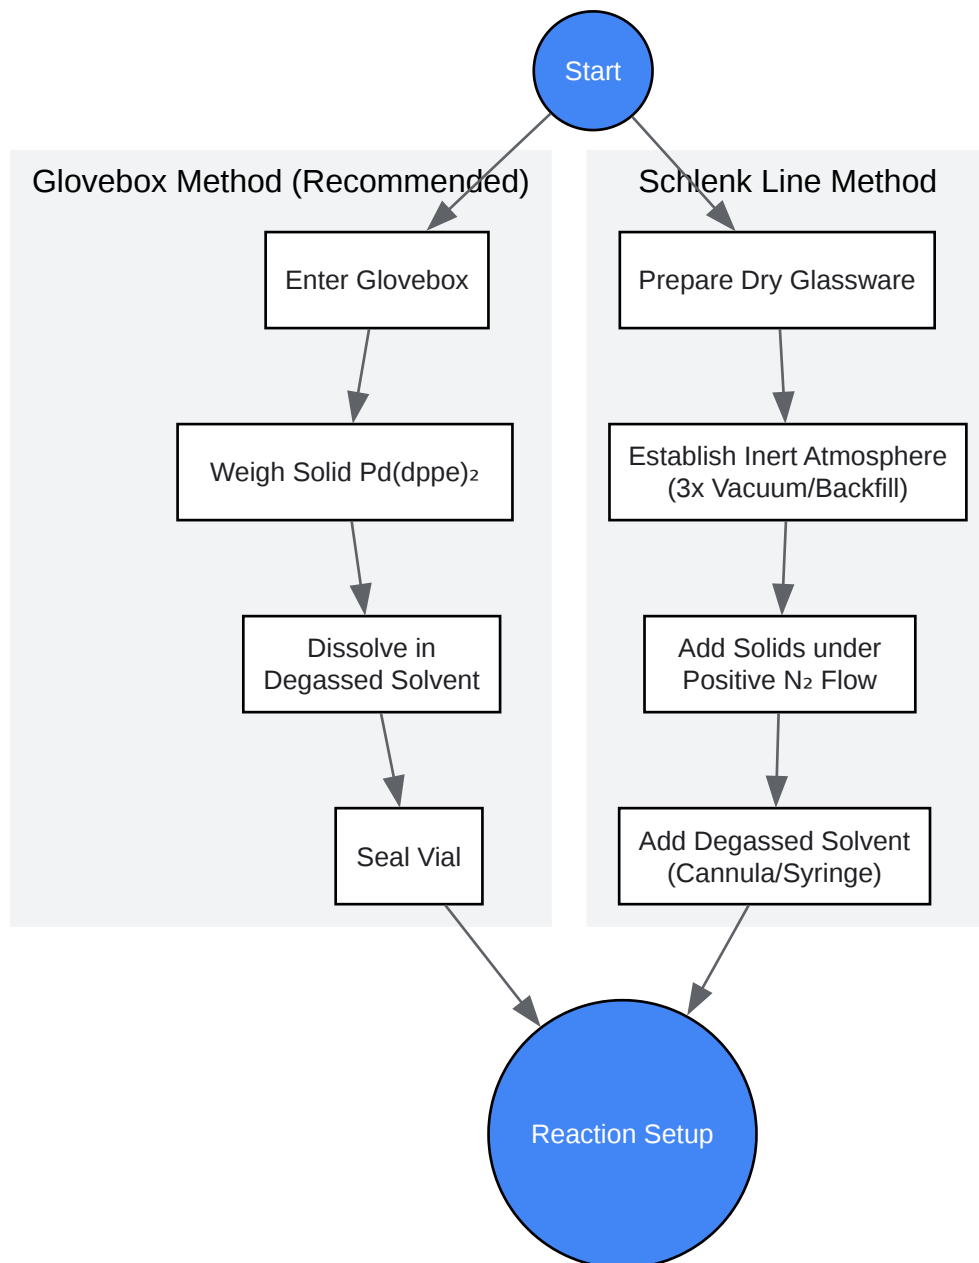 Start
Glovebox Method (Recommended)
Enter Glovebox
Weigh Solid Pd(dppe)₂
Dissolve in
Degassed Solvent
Seal Vial
Schlenk Line Method
Prepare Dry Glassware
Establish Inert Atmosphere
(3x Vacuum/Backfill)
Add Solids under
Positive N₂ Flow
Add Degassed Solvent
(Cannula/Syringe)
Reaction Setup